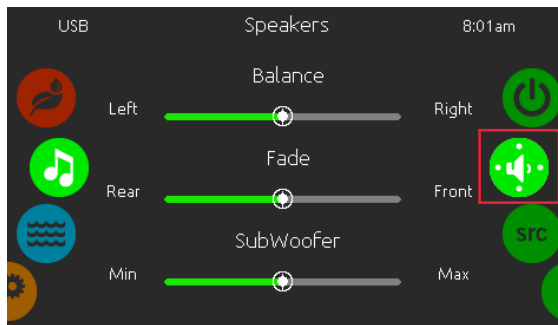 USB Speakers 8:01am
Balance
Left Right
Fade
Rear Front
SubWoofer
src
Min Max